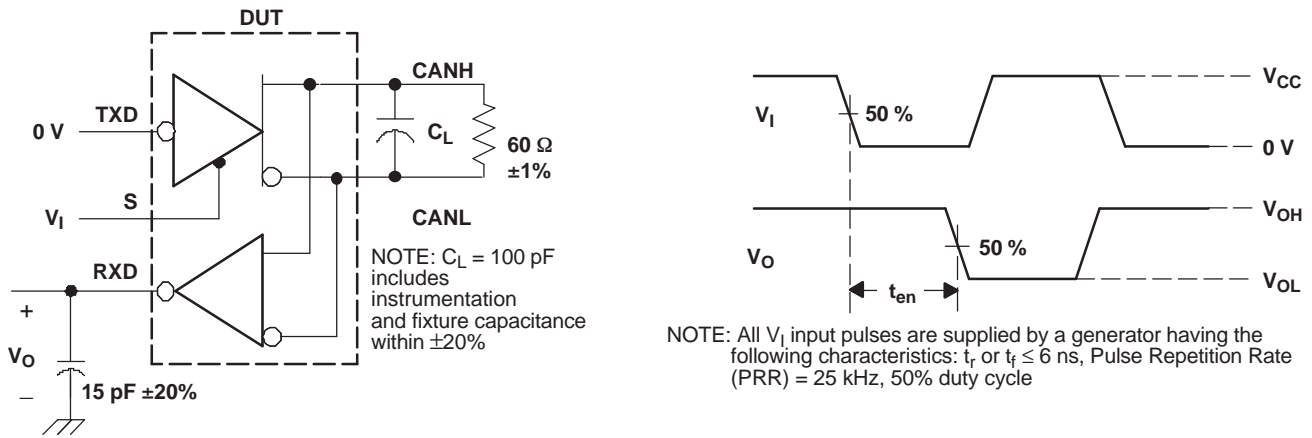 DUT
TXD
0 V
S
V_I
RXD
+
V_O
–
15 pF ±20%
CANH
C_L
60 Ω
±1%
CANL
NOTE: C_L = 100 pF
includes
instrumentation
and fixture capacitance
within ±20%
V_I
50 %
V_CC
0 V
V_O
50 %
V_OH
V_OL
t_en
NOTE: All V_I input pulses are supplied by a generator having the
following characteristics: t_r or t_f ≤ 6 ns, Pulse Repetition Rate
(PRR) = 25 kHz, 50% duty cycle